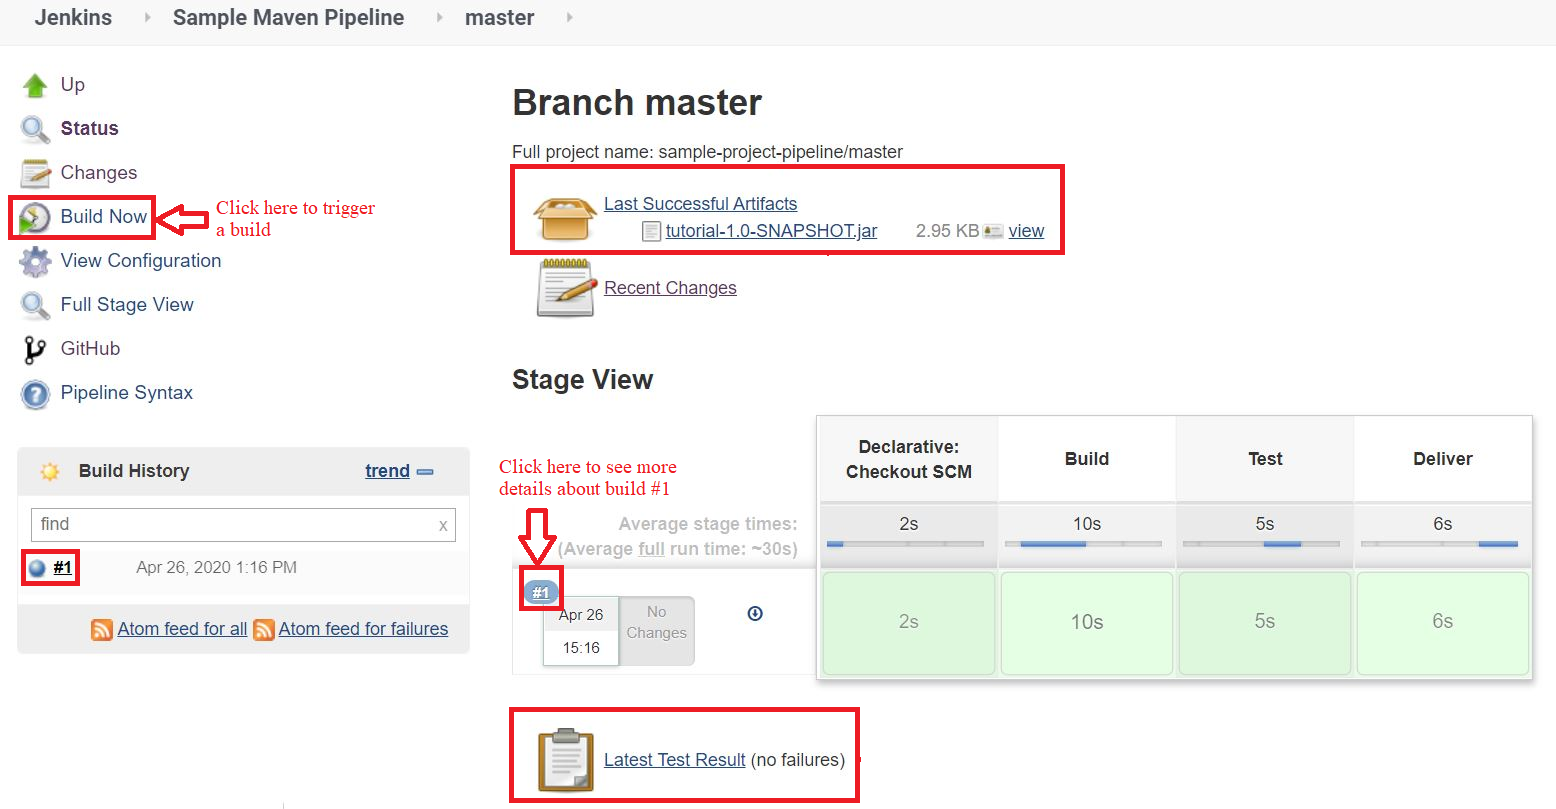 Jenkins Sample Maven Pipeline master
Up
Status
Changes
Build Now
Click here to trigger
a build
View Configuration
Full Stage View
GitHub
Pipeline Syntax
Build History trend
find x
#1 Apr 26, 2020 1:16 PM
Atom feed for all Atom feed for failures
Branch master
Full project name: sample-project-pipeline/master
Last Successful Artifacts
tutorial-1.0-SNAPSHOT.jar 2.95 KB view
Recent Changes
Stage View
Click here to see more
details about build #1
Declarative:
Checkout SCM
Build
Test
Deliver
Average stage times:
(Average full run time: ~30s)
2s 10s 5s 6s
#1
Apr 26
15:16
No
Changes
2s 10s 5s 6s
Latest Test Result (no failures)